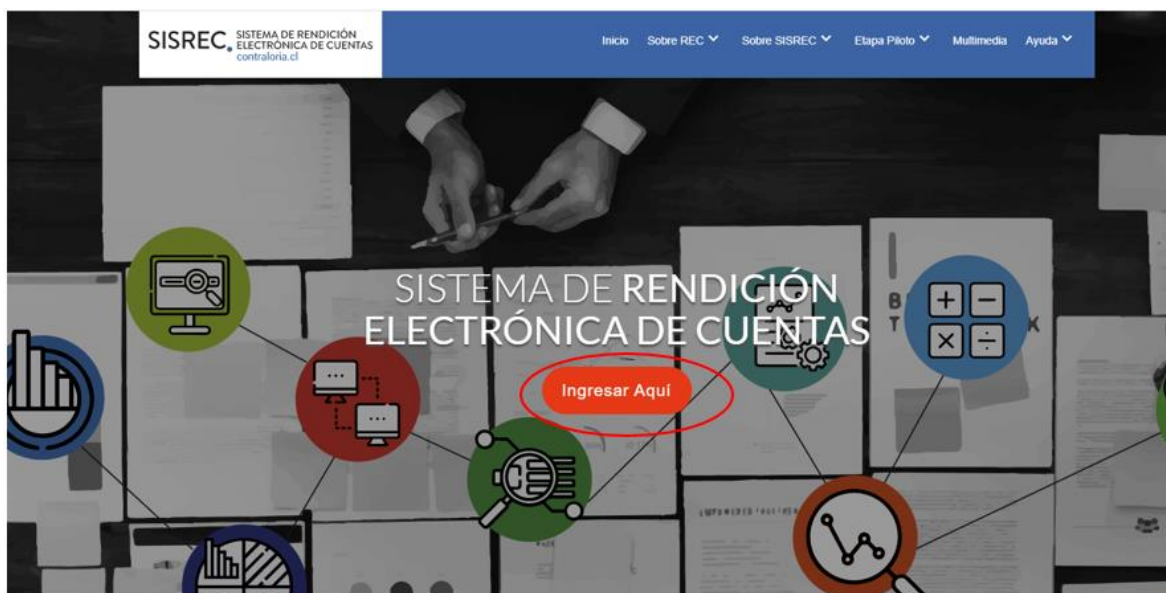 SISREC. SISTEMA DE RENDICIÓN
ELECTRÓNICA DE CUENTAS
contraloria.cl
Inicio Sobre REC Sobre SISREC Etapa Piloto Multimedia Ayuda
SISTEMA DE RENDICIÓN
ELECTRÓNICA DE CUENTAS
Ingresar Aquí